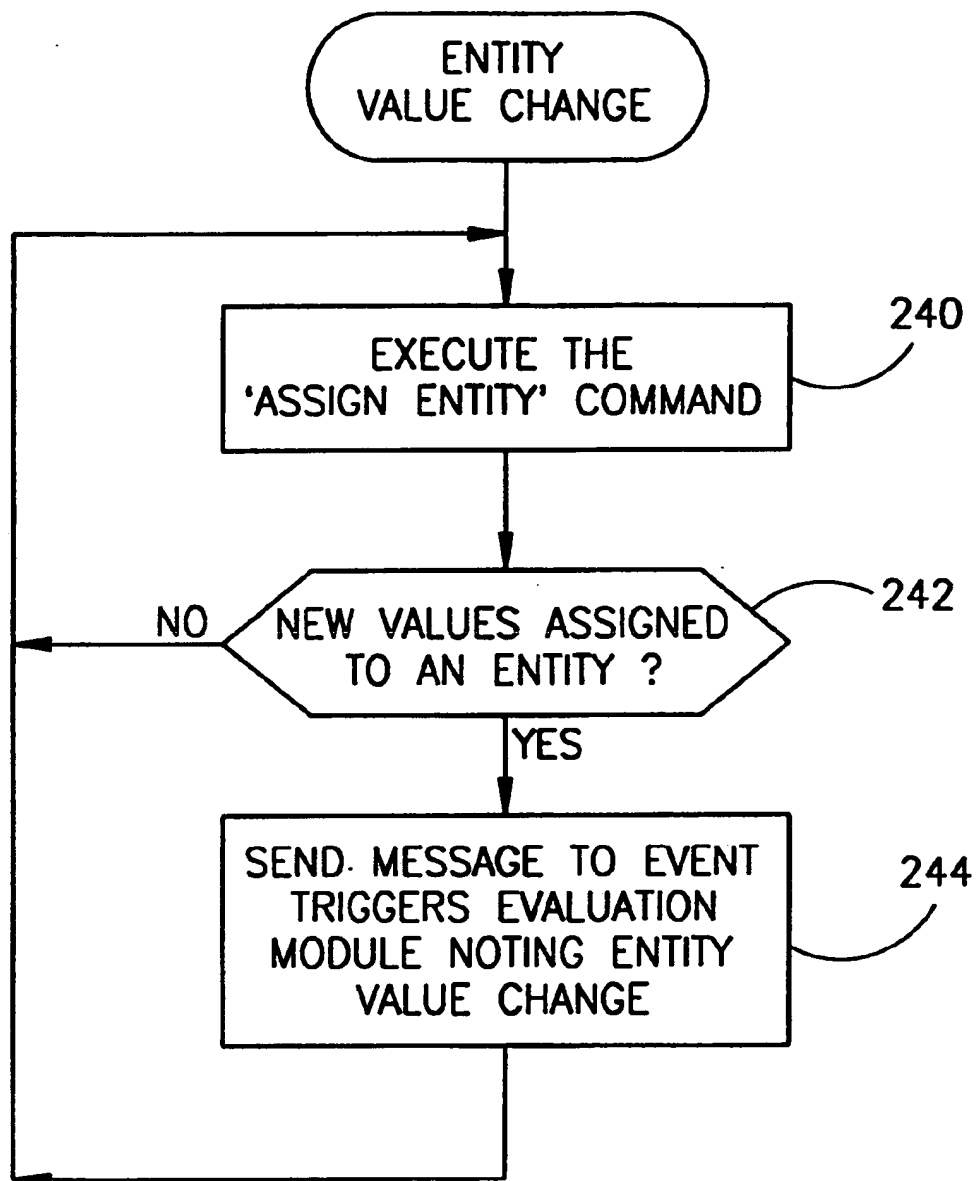 ENTITY
VALUE CHANGE
240
EXECUTE THE
'ASSIGN ENTITY' COMMAND
242
NO
NEW VALUES ASSIGNED
TO AN ENTITY ?
YES
244
SEND MESSAGE TO EVENT
TRIGGERS EVALUATION
MODULE NOTING ENTITY
VALUE CHANGE